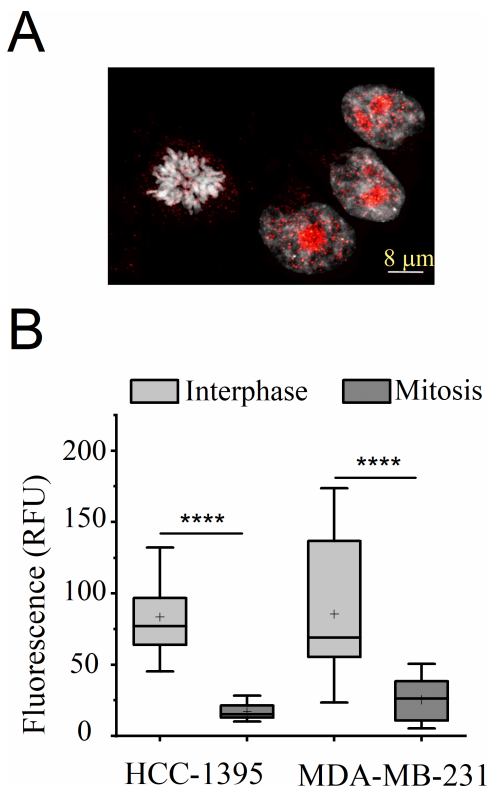 A
8 μm
B
Interphase Mitosis
****
****
Fluorescence (RFU)
200
150
100
50
0
HCC-1395 MDA-MB-231